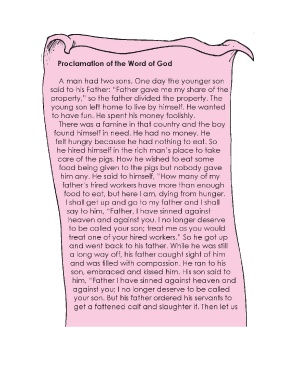 Proclamation of the Word of God
A man had two sons. One day the younger son
said to his Father: "Father gave me my share of the
property," so the father divided the property. The
young son left home to live by himself. He wanted
to have fun. He spent his money foolishly.
There was a famine in that country and the boy
found himself in need. He had no money. He
felt hungry because he had nothing to eat. So
he hired himself in the rich man's place to take
care of the pigs. How he wished to eat some
food being given to the pigs but nobody gave
him any. He said to himself, "How many of my
father's hired workers have more than enough
food to eat, but here I am, dying from hunger.
I shall get up and go to my father and I shall
say to him, "Father, I have sinned against
heaven and against you. I no longer deserve
to be called your son; treat me as you would
treat one of your hired workers." So he got up
and went back to his father. While he was still
a long way off, his father caught sight of him
and was filled with compassion. He ran to his
son, embraced and kissed him. His son said to
him, "Father I have sinned against heaven and
against you; I no longer deserve to be called
your son. But his father ordered his servants to
get a fattened calf and slaughter it. Then let us